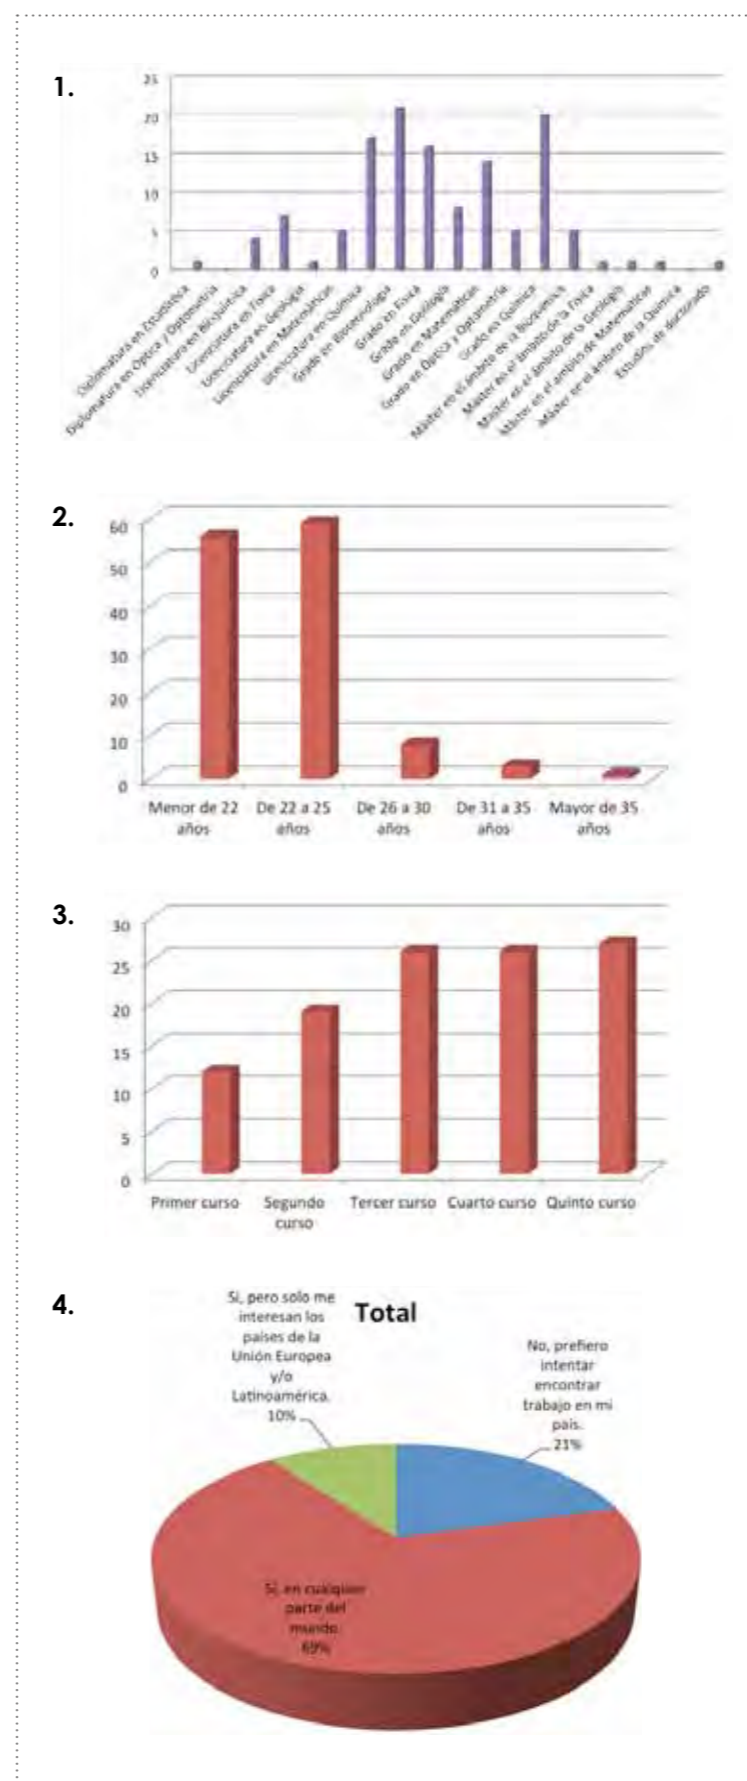 1.
25
20
15
10
5
0
Diplomatura en Estadística
Diplomatura en Óptica / Optometría
Licenciatura en Bioquímica
Licenciatura en Física
Licenciatura en Geología
Licenciatura en Matemáticas
Licenciatura en Química
Grado en Biotecnología
Grado en Física
Grado en Geología
Grado en Matemáticas
Grado en Óptica y Optometría
Grado en Química
Máster en el ámbito de la Bioquímica
Máster en el ámbito de la Física
Máster en el ámbito de la Geología
Máster en el ámbito de Matemáticas
Máster en el ámbito de la Química
Estudios de doctorado
2.
60
50
40
30
20
10
0
Menor de 22
años
De 22 a 25
años
De 26 a 30
años
De 31 a 35
años
Mayor de 35
años
3.
30
25
20
15
10
5
0
Primer curso
Segundo
curso
Tercer curso
Cuarto curso
Quinto curso
4.
Total
Sí, pero solo me
interesan los
países de la
Unión Europea
y/o
Latinoamérica.
10%
No, prefiero
intentar
encontrar
trabajo en mi
país.
21%
Sí, en cualquier
parte del
mundo.
69%